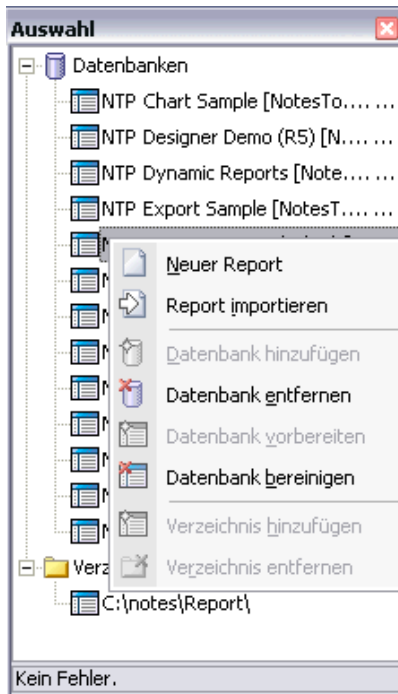 Auswahl
Datenbanken
NTP Chart Sample [NotesTo.... ...
NTP Designer Demo (R5) [N.... ...
NTP Dynamic Reports [Note.... ...
NTP Export Sample [NotesT.... ...
Neuer Report
Report importieren
Datenbank hinzufügen
Datenbank entfernen
Datenbank vorbereiten
Datenbank bereinigen
Verzeichnis hinzufügen
Verzeichnis entfernen
Verz
C:\notes\Report\
Kein Fehler.